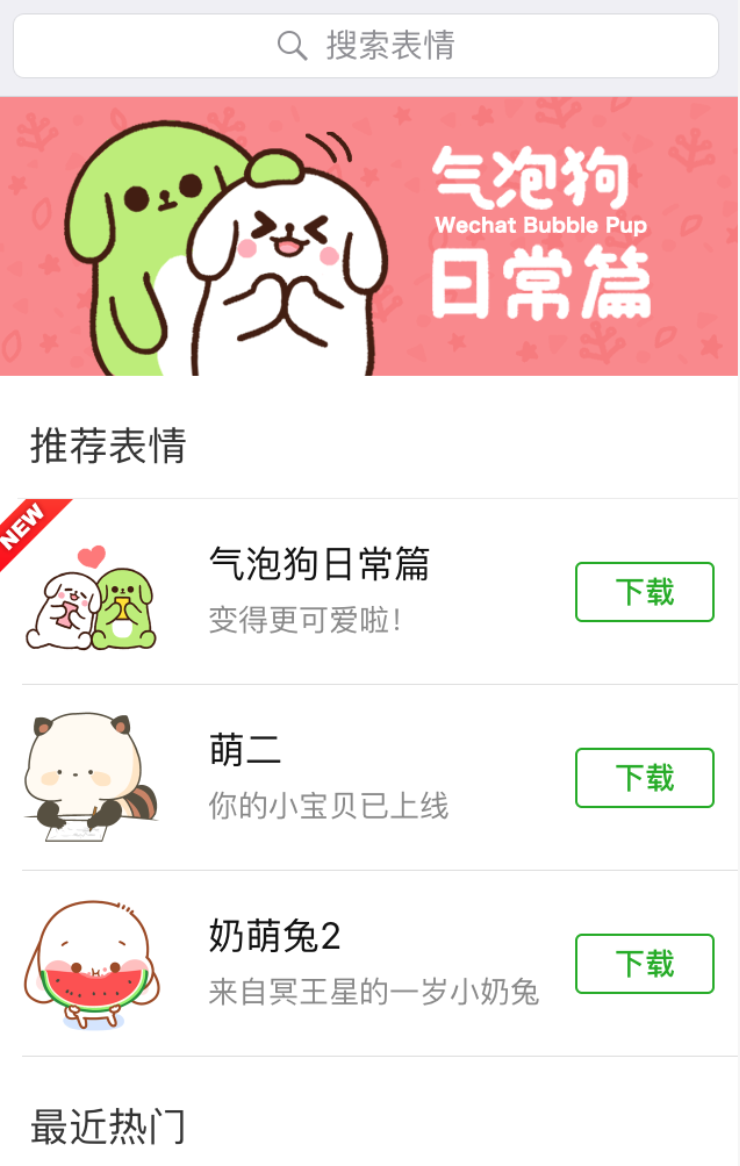 搜索表情
气泡狗
Wechat Bubble Pup
日常篇
推荐表情
NEW
气泡狗日常篇
变得更可爱啦！
下载
萌二
你的小宝贝已上线
下载
奶萌兔2
来自冥王星的一岁小奶兔
下载
最近热门